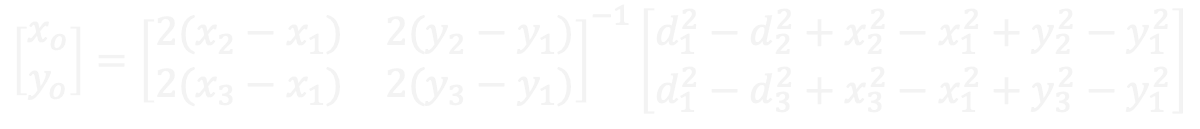 [x_o; y_o] = [2(x_2 − x_1) 2(y_2 − y_1); 2(x_3 − x_1) 2(y_3 − y_1)]^{−1} [d_1^2 − d_2^2 + x_2^2 − x_1^2 + y_2^2 − y_1^2; d_1^2 − d_3^2 + x_3^2 − x_1^2 + y_3^2 − y_1^2]